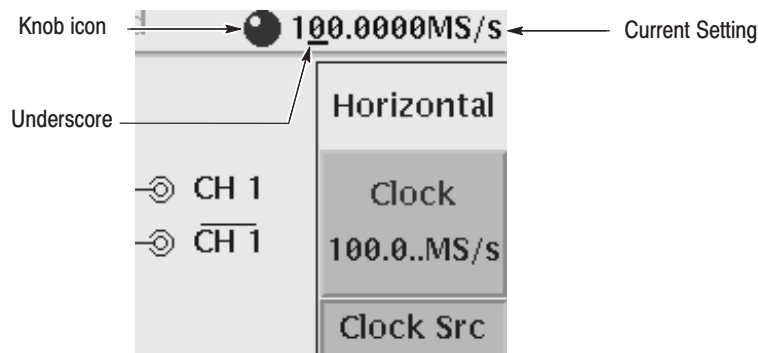 Knob icon
100.0000MS/s
Current Setting
Underscore
Horizontal
CH 1
Clock
CH 1
100.0..MS/s
Clock Src